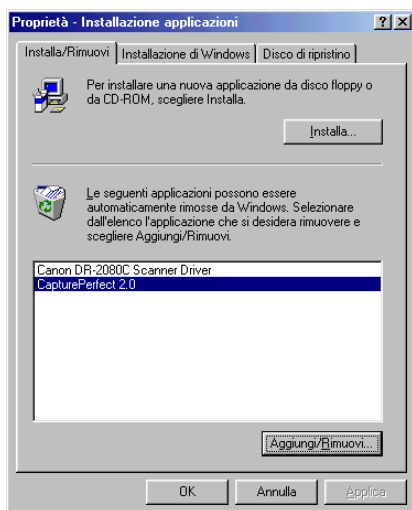 Proprietà - Installazione applicazioni
Installa/Rimuovi
Installazione di Windows
Disco di ripristino
Per installare una nuova applicazione da disco floppy o
da CD-ROM, scegliere Installa.
Installa...
Le seguenti applicazioni possono essere
automaticamente rimosse da Windows. Selezionare
dall'elenco l'applicazione che si desidera rimuovere e
scegliere Aggiungi/Rimuovi.
Canon DR-2080C Scanner Driver
CapturePerfect 2.0
Aggiungi/Rimuovi...
OK
Annulla
Applica